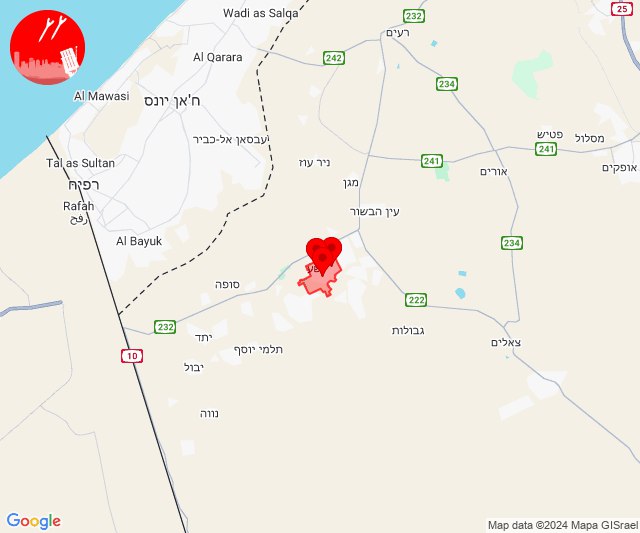 Wadi as Salqa
25
232
רעים
Al Qarara
242
234
Al Mawasi
ח'אן יונס
פטיש
מסלול
עבסאן אל-כביר
241
Tal as Sultan
ניר עוז
241
אורים
אופקים
רפיח
מגן
Rafah
رفح
עין הבשור
Al Bayuk
234
סופה
222
232
יתד
גבולות
צאלים
תלמי יוסף
10
יבול
נווה
Google
Map data ©2024 Mapa GISrael